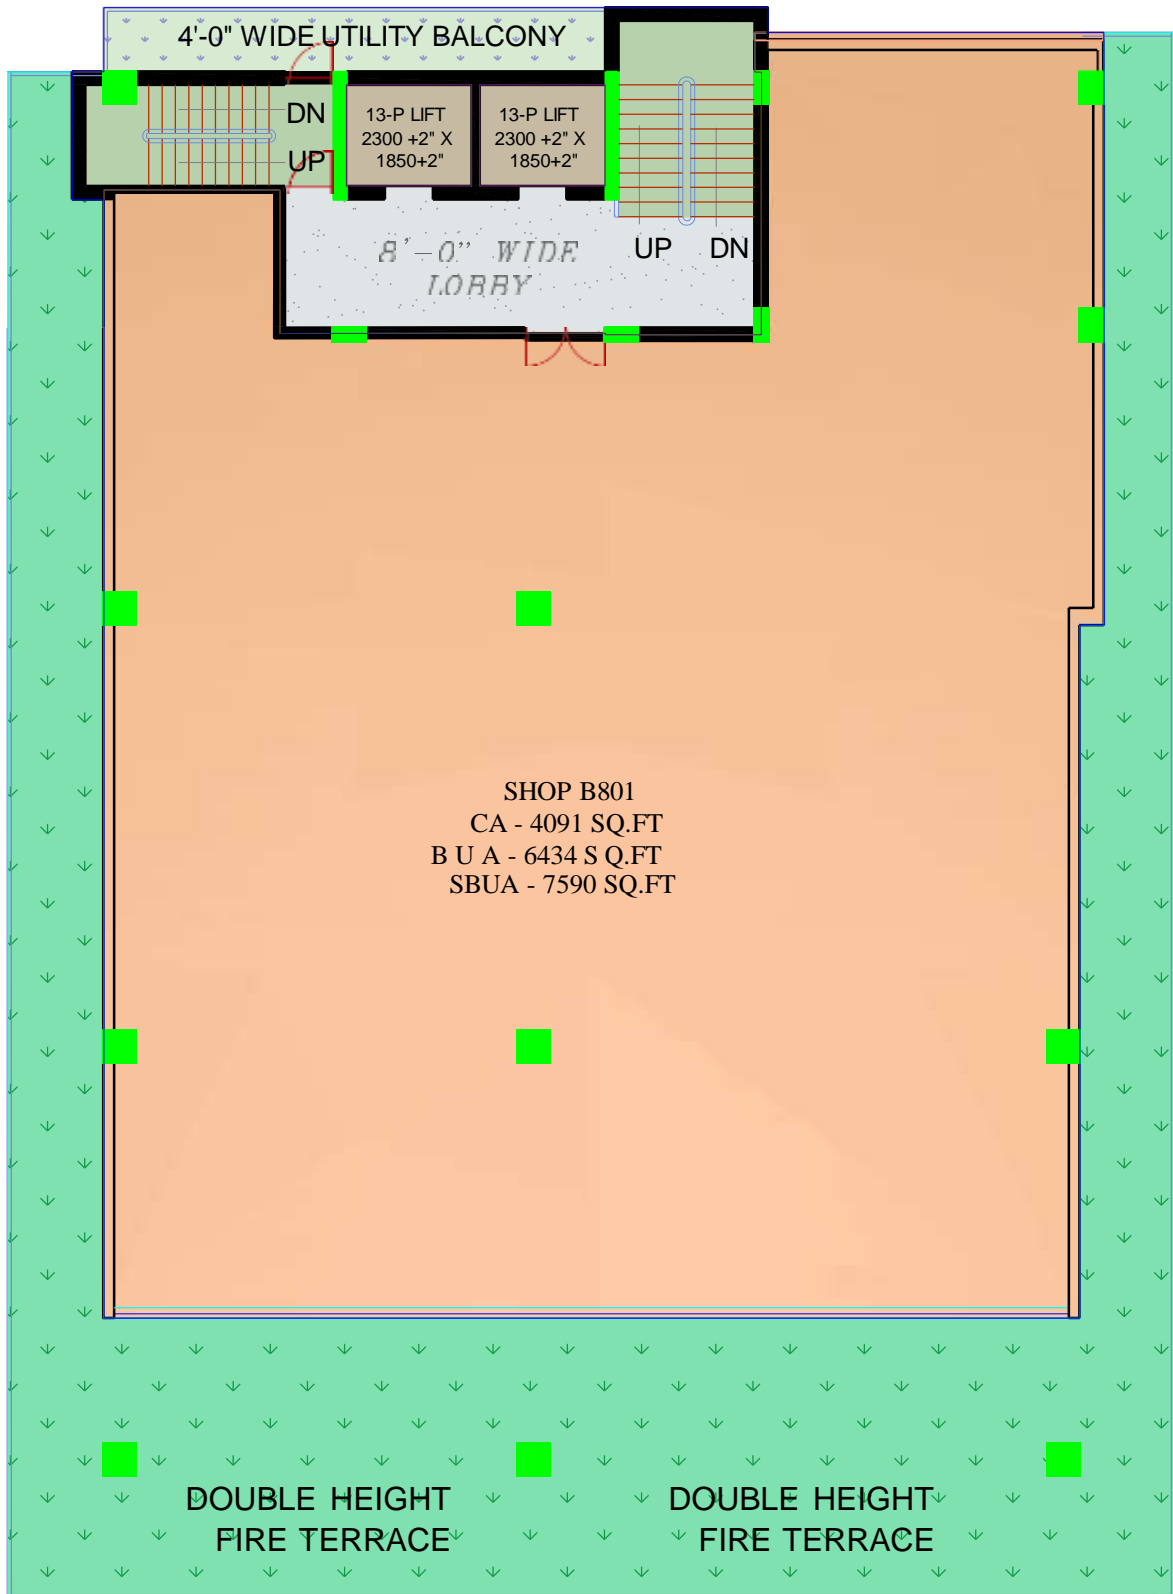 4'-0" WIDE UTILITY BALCONY
DN
UP
13-P LIFT
2300 +2" X
1850+2"
13-P LIFT
2300 +2" X
1850+2"
8'-0" WIDE
LOBBY
UP
DN
SHOP B801
CA - 4091 SQ.FT
B U A - 6434 S Q.FT
SBUA - 7590 SQ.FT
DOUBLE HEIGHT
FIRE TERRACE
DOUBLE HEIGHT
FIRE TERRACE